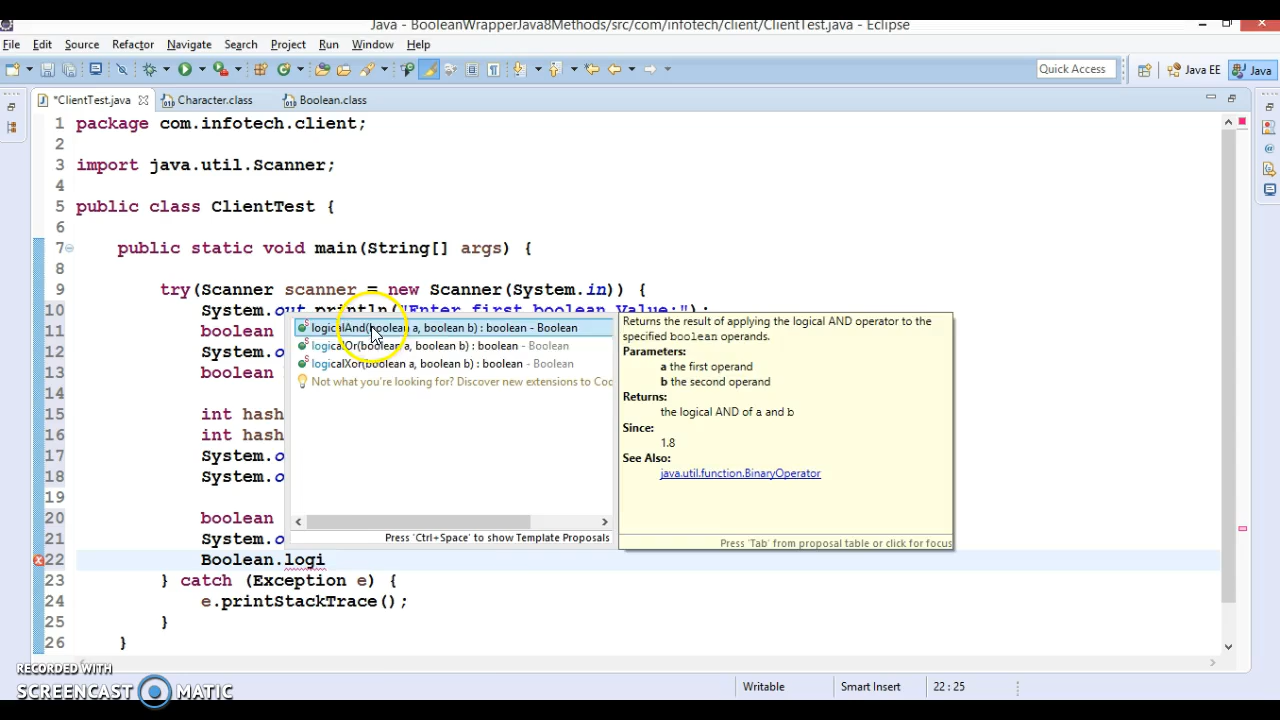 Java - BooleanWrapperJava8Methods/src/com/infotech/client/ClientTest.java - Eclipse
File Edit Source Refactor Navigate Search Project Run Window Help
Quick Access Java EE Java
*ClientTest.java Character.class Boolean.class
1 package com.infotech.client;
2
3 import java.util.Scanner;
4
5 public class ClientTest {
6
7 public static void main(String[] args) {
8
9 try(Scanner scanner = new Scanner(System.in)) {
10 System.out.println("Enter first boolean Value:");
11 boolean
12 System.o
13 boolean
14
15 int hash
16 int hash
17 System.o
18 System.o
19
20 boolean
21 System.o
22 Boolean.logi
23 } catch (Exception e) {
24 e.printStackTrace();
25 }
26 }
logicalAnd(boolean a, boolean b) : boolean - Boolean
logicalOr(boolean a, boolean b) : boolean - Boolean
logicalXor(boolean a, boolean b) : boolean - Boolean
Not what you're looking for? Discover new extensions to Coo
Press 'Ctrl+Space' to show Template Proposals
Returns the result of applying the logical AND operator to the
specified boolean operands.
Parameters:
a the first operand
b the second operand
Returns:
the logical AND of a and b
Since:
1.8
See Also:
java.util.function.BinaryOperator
Press 'Tab' from proposal table or click for focus
RECORDED WITH
SCREENCAST MATIC
Writable Smart Insert 22 : 25